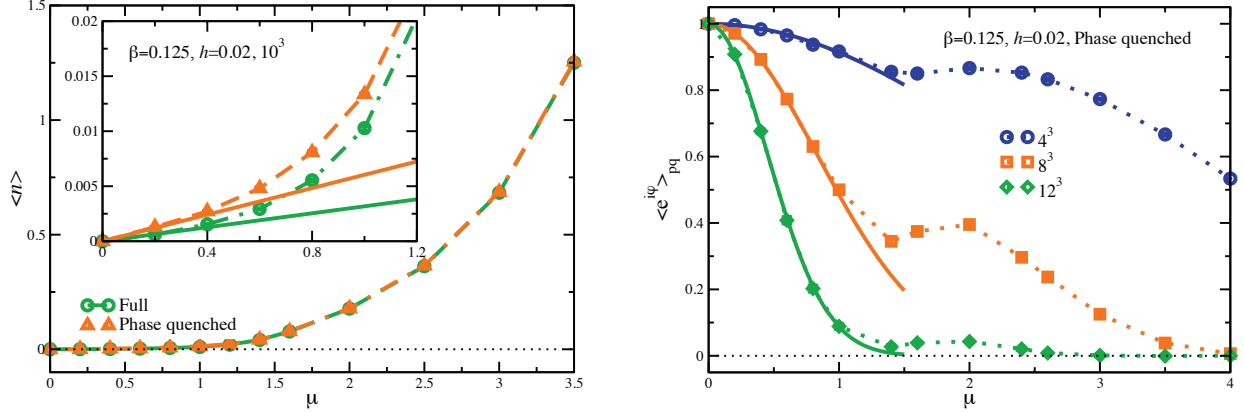 <n>
1.5
1
0.5
0
0.02
0.015
0.01
0.005
0
β=0.125, h=0.02, 10³
0 0.4 0.8 1.2
Full
Phase quenched
0 0.5 1 1.5 2 2.5 3 3.5
μ
<e^iφ>_pq
1
0.8
0.6
0.4
0.2
0
β=0.125, h=0.02, Phase quenched
4³
8³
12³
0 1 2 3 4
μ